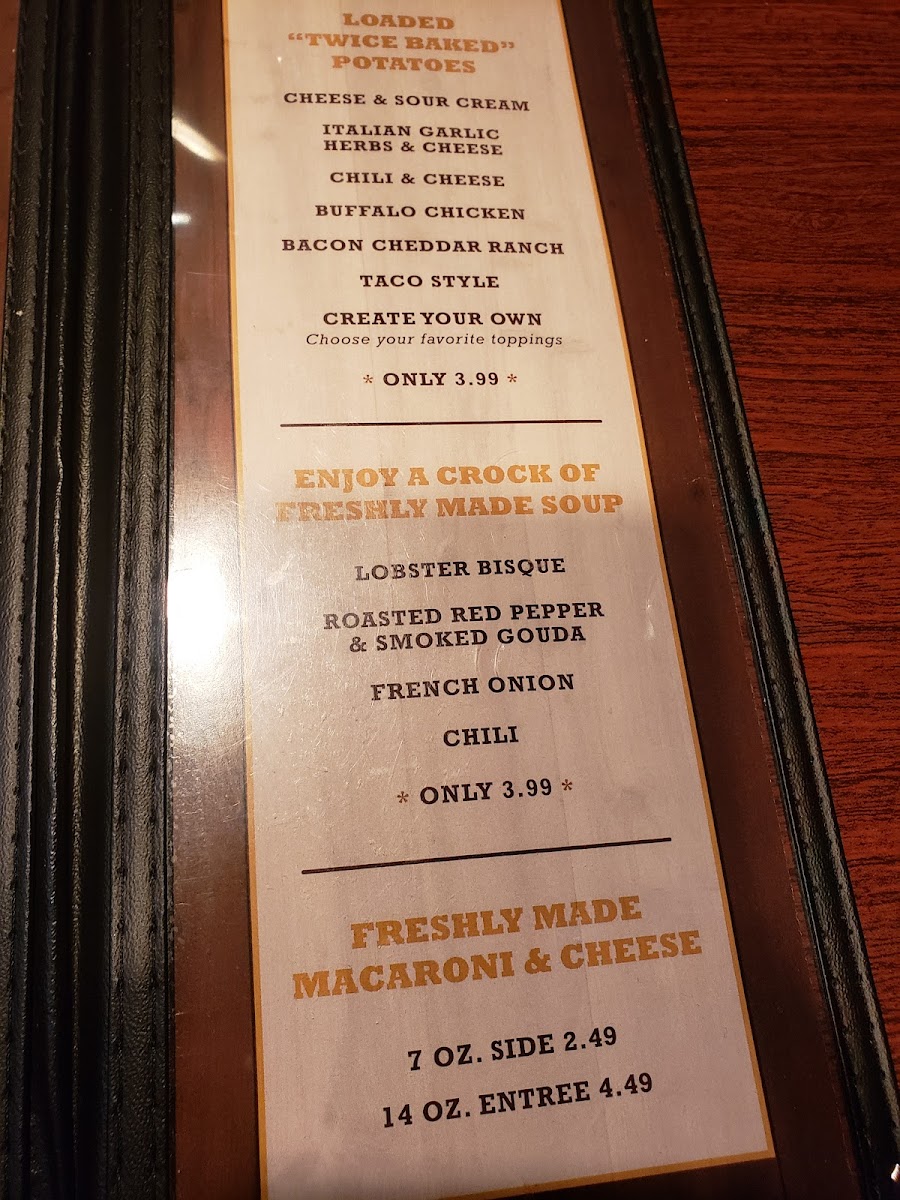 LOADED
"TWICE BAKED"
POTATOES
CHEESE & SOUR CREAM
ITALIAN GARLIC
HERBS & CHEESE
CHILI & CHEESE
BUFFALO CHICKEN
BACON CHEDDAR RANCH
TACO STYLE
CREATE YOUR OWN
Choose your favorite toppings
* ONLY 3.99 *
ENJOY A CROCK OF
FRESHLY MADE SOUP
LOBSTER BISQUE
ROASTED RED PEPPER
& SMOKED GOUDA
FRENCH ONION
CHILI
* ONLY 3.99 *
FRESHLY MADE
MACARONI & CHEESE
7 OZ. SIDE 2.49
14 OZ. ENTREE 4.49